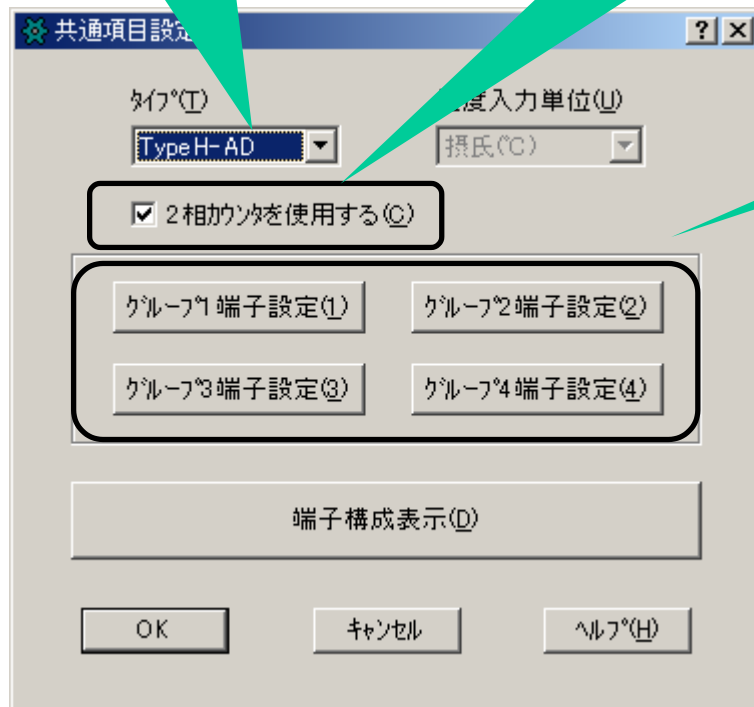 共通項目設定
ﾀｲﾌﾟ(T)
度入力単位(U)
TypeH-AD
摂氏(℃)
2相ｶｳﾝﾀを使用する(C)
ｸﾞﾙｰﾌﾟ1端子設定(1)
ｸﾞﾙｰﾌﾟ2端子設定(2)
ｸﾞﾙｰﾌﾟ3端子設定(3)
ｸﾞﾙｰﾌﾟ4端子設定(4)
端子構成表示(D)
OK
ｷｬﾝｾﾙ
ﾍﾙﾌﾟ(H)